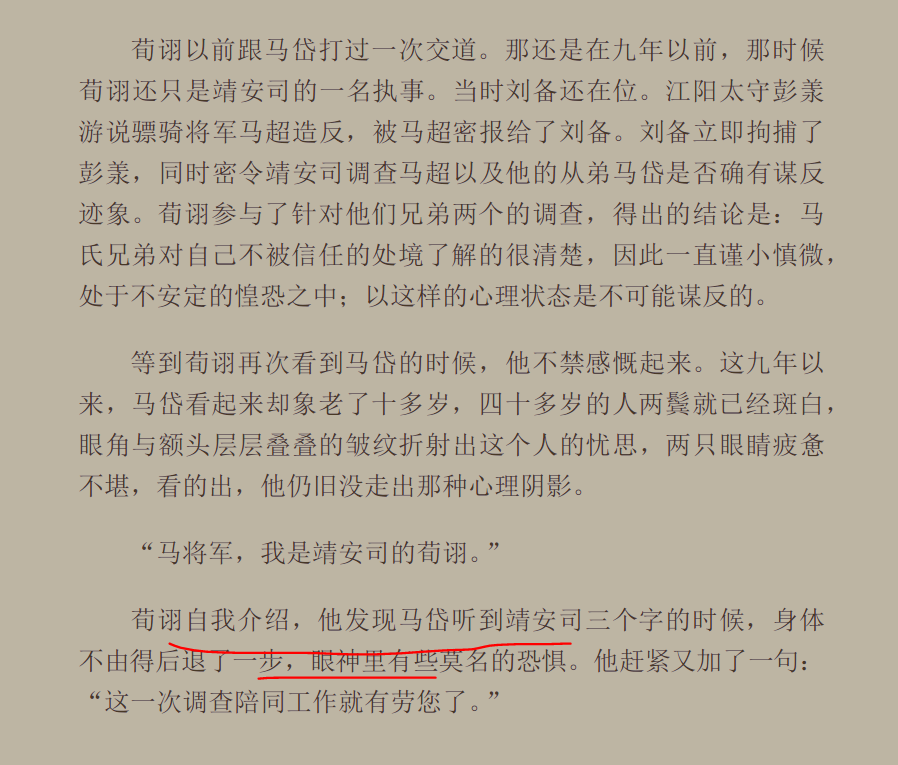 荀诩以前跟马岱打过一次交道。那还是在九年以前，那时候
荀诩还只是靖安司的一名执事。当时刘备还在位。江阳太守彭羕
游说骠骑将军马超造反，被马超密报给了刘备。刘备立即拘捕了
彭羕，同时密令靖安司调查马超以及他的从弟马岱是否确有谋反
迹象。荀诩参与了针对他们兄弟两个的调查，得出的结论是：马
氏兄弟对自己不被信任的处境了解的很清楚，因此一直谨小慎微，
处于不安定的惶恐之中；以这样的心理状态是不可能谋反的。
等到荀诩再次看到马岱的时候，他不禁感慨起来。这九年以
来，马岱看起来却象老了十多岁，四十多岁的人两鬓就已经斑白，
眼角与额头层层叠叠的皱纹折射出这个人的忧思，两只眼睛疲惫
不堪，看的出，他仍旧没走出那种心理阴影。
“马将军，我是靖安司的荀诩。”
荀诩自我介绍，他发现马岱听到靖安司三个字的时候，身体
不由得后退了一步，眼神里有些莫名的恐惧。他赶紧又加了一句：
“这一次调查陪同工作就有劳您了。”